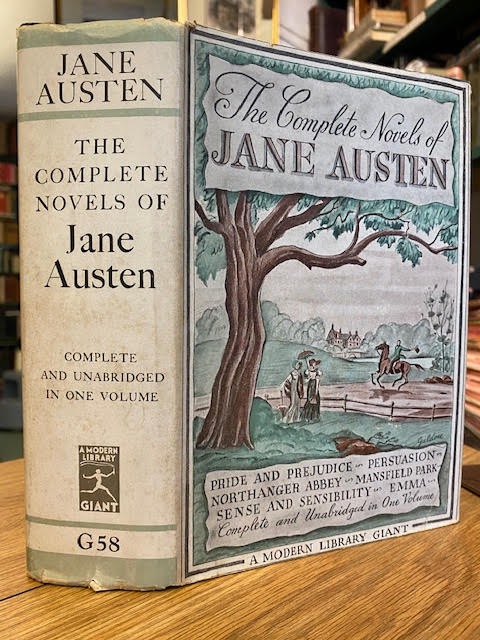 JANE
AUSTEN
THE
COMPLETE
NOVELS OF
Jane
Austen
COMPLETE
AND UNABRIDGED
IN ONE VOLUME
A MODERN
LIBRARY
GIANT
G58
The Complete Novels of
JANE AUSTEN
Galdone
PRIDE AND PREJUDICE ~ PERSUASION ~
NORTHANGER ABBEY ~ MANSFIELD PARK
SENSE AND SENSIBILITY ~ EMMA ~
Complete and Unabridged in One Volume
A MODERN LIBRARY GIANT